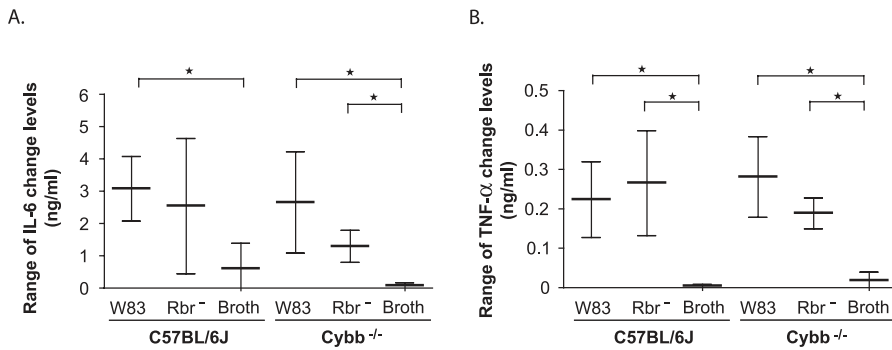 A.
Range of IL-6 change levels
(ng/ml)
6
5
4
3
2
1
0
★
★
★
W83 Rbr⁻ Broth W83 Rbr⁻ Broth
C57BL/6J Cybb ⁻/⁻
B.
Range of TNF-α change levels
(ng/ml)
0.5
0.4
0.3
0.2
0.1
0
★
★
★
★
W83 Rbr⁻ Broth W83 Rbr⁻ Broth
C57BL/6J Cybb ⁻/⁻